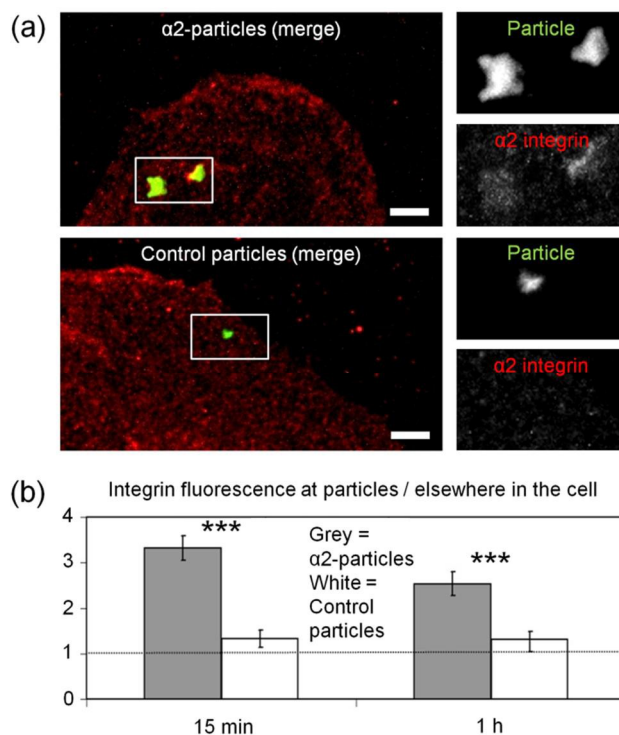 (a)
α2-particles (merge)
Particle
α2 integrin
Control particles (merge)
Particle
α2 integrin
(b)
Integrin fluorescence at particles / elsewhere in the cell
4
3
2
1
0
***
Grey =
α2-particles
White =
Control
particles
***
15 min
1 h